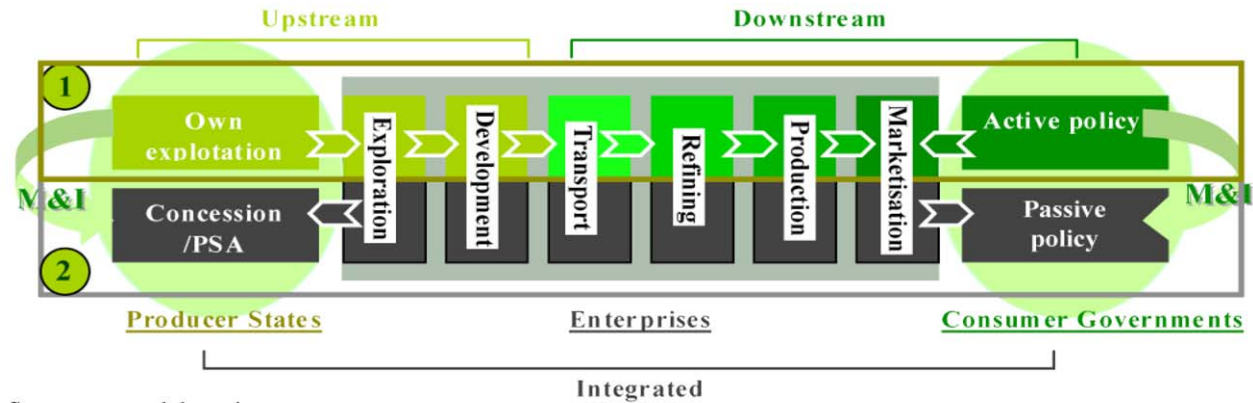 Upstream
Downstream
1
Own
explotation
Exploration
Development
Transport
Refining
Production
Marketisation
Active policy
M&I
M&I
Concession
/PSA
Passive
policy
2
Producer States
Enterprises
Consumer Governments
Integrated